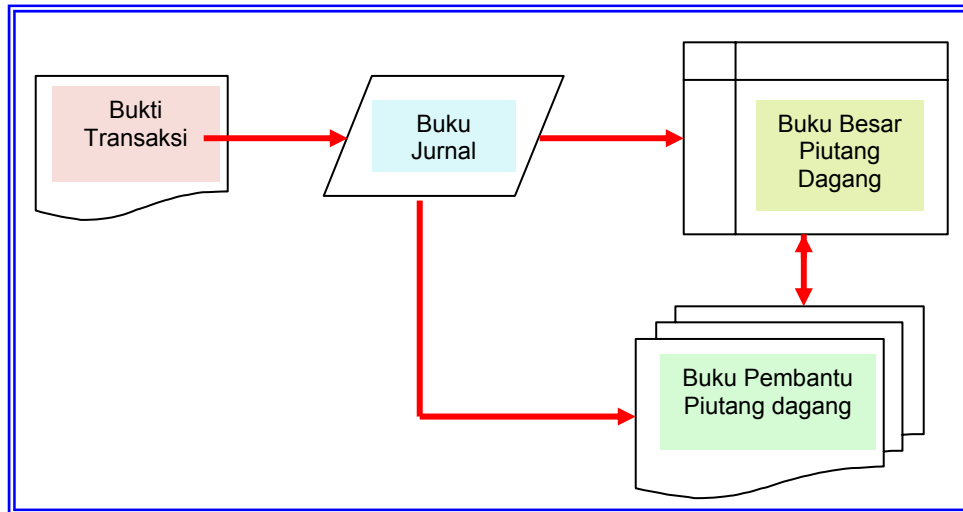 Bukti
Transaksi
Buku
Jurnal
Buku Besar
Piutang
Dagang
Buku Pembantu
Piutang dagang